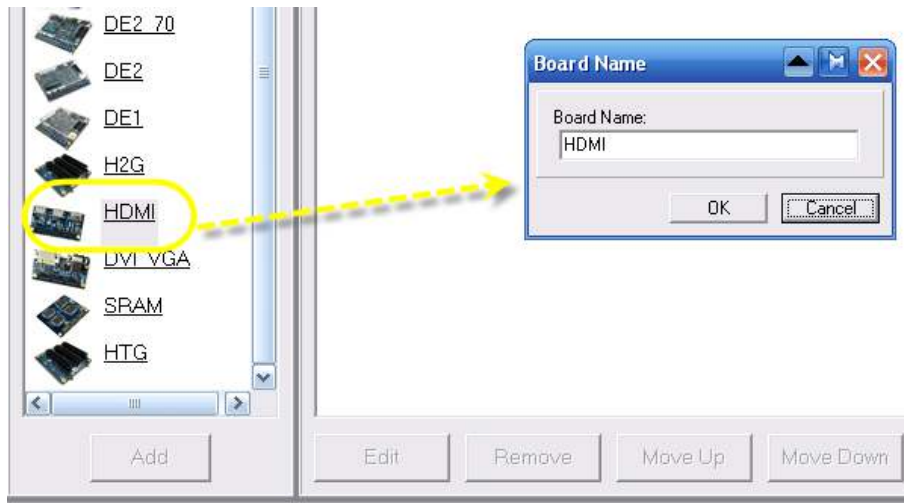 DE2_70
DE2
DE1
H2G
HDMI
DVI_VGA
SRAM
HTG
Add
Board Name
Board Name:
HDMI
OK
Cancel
Edit
Remove
Move Up
Move Down